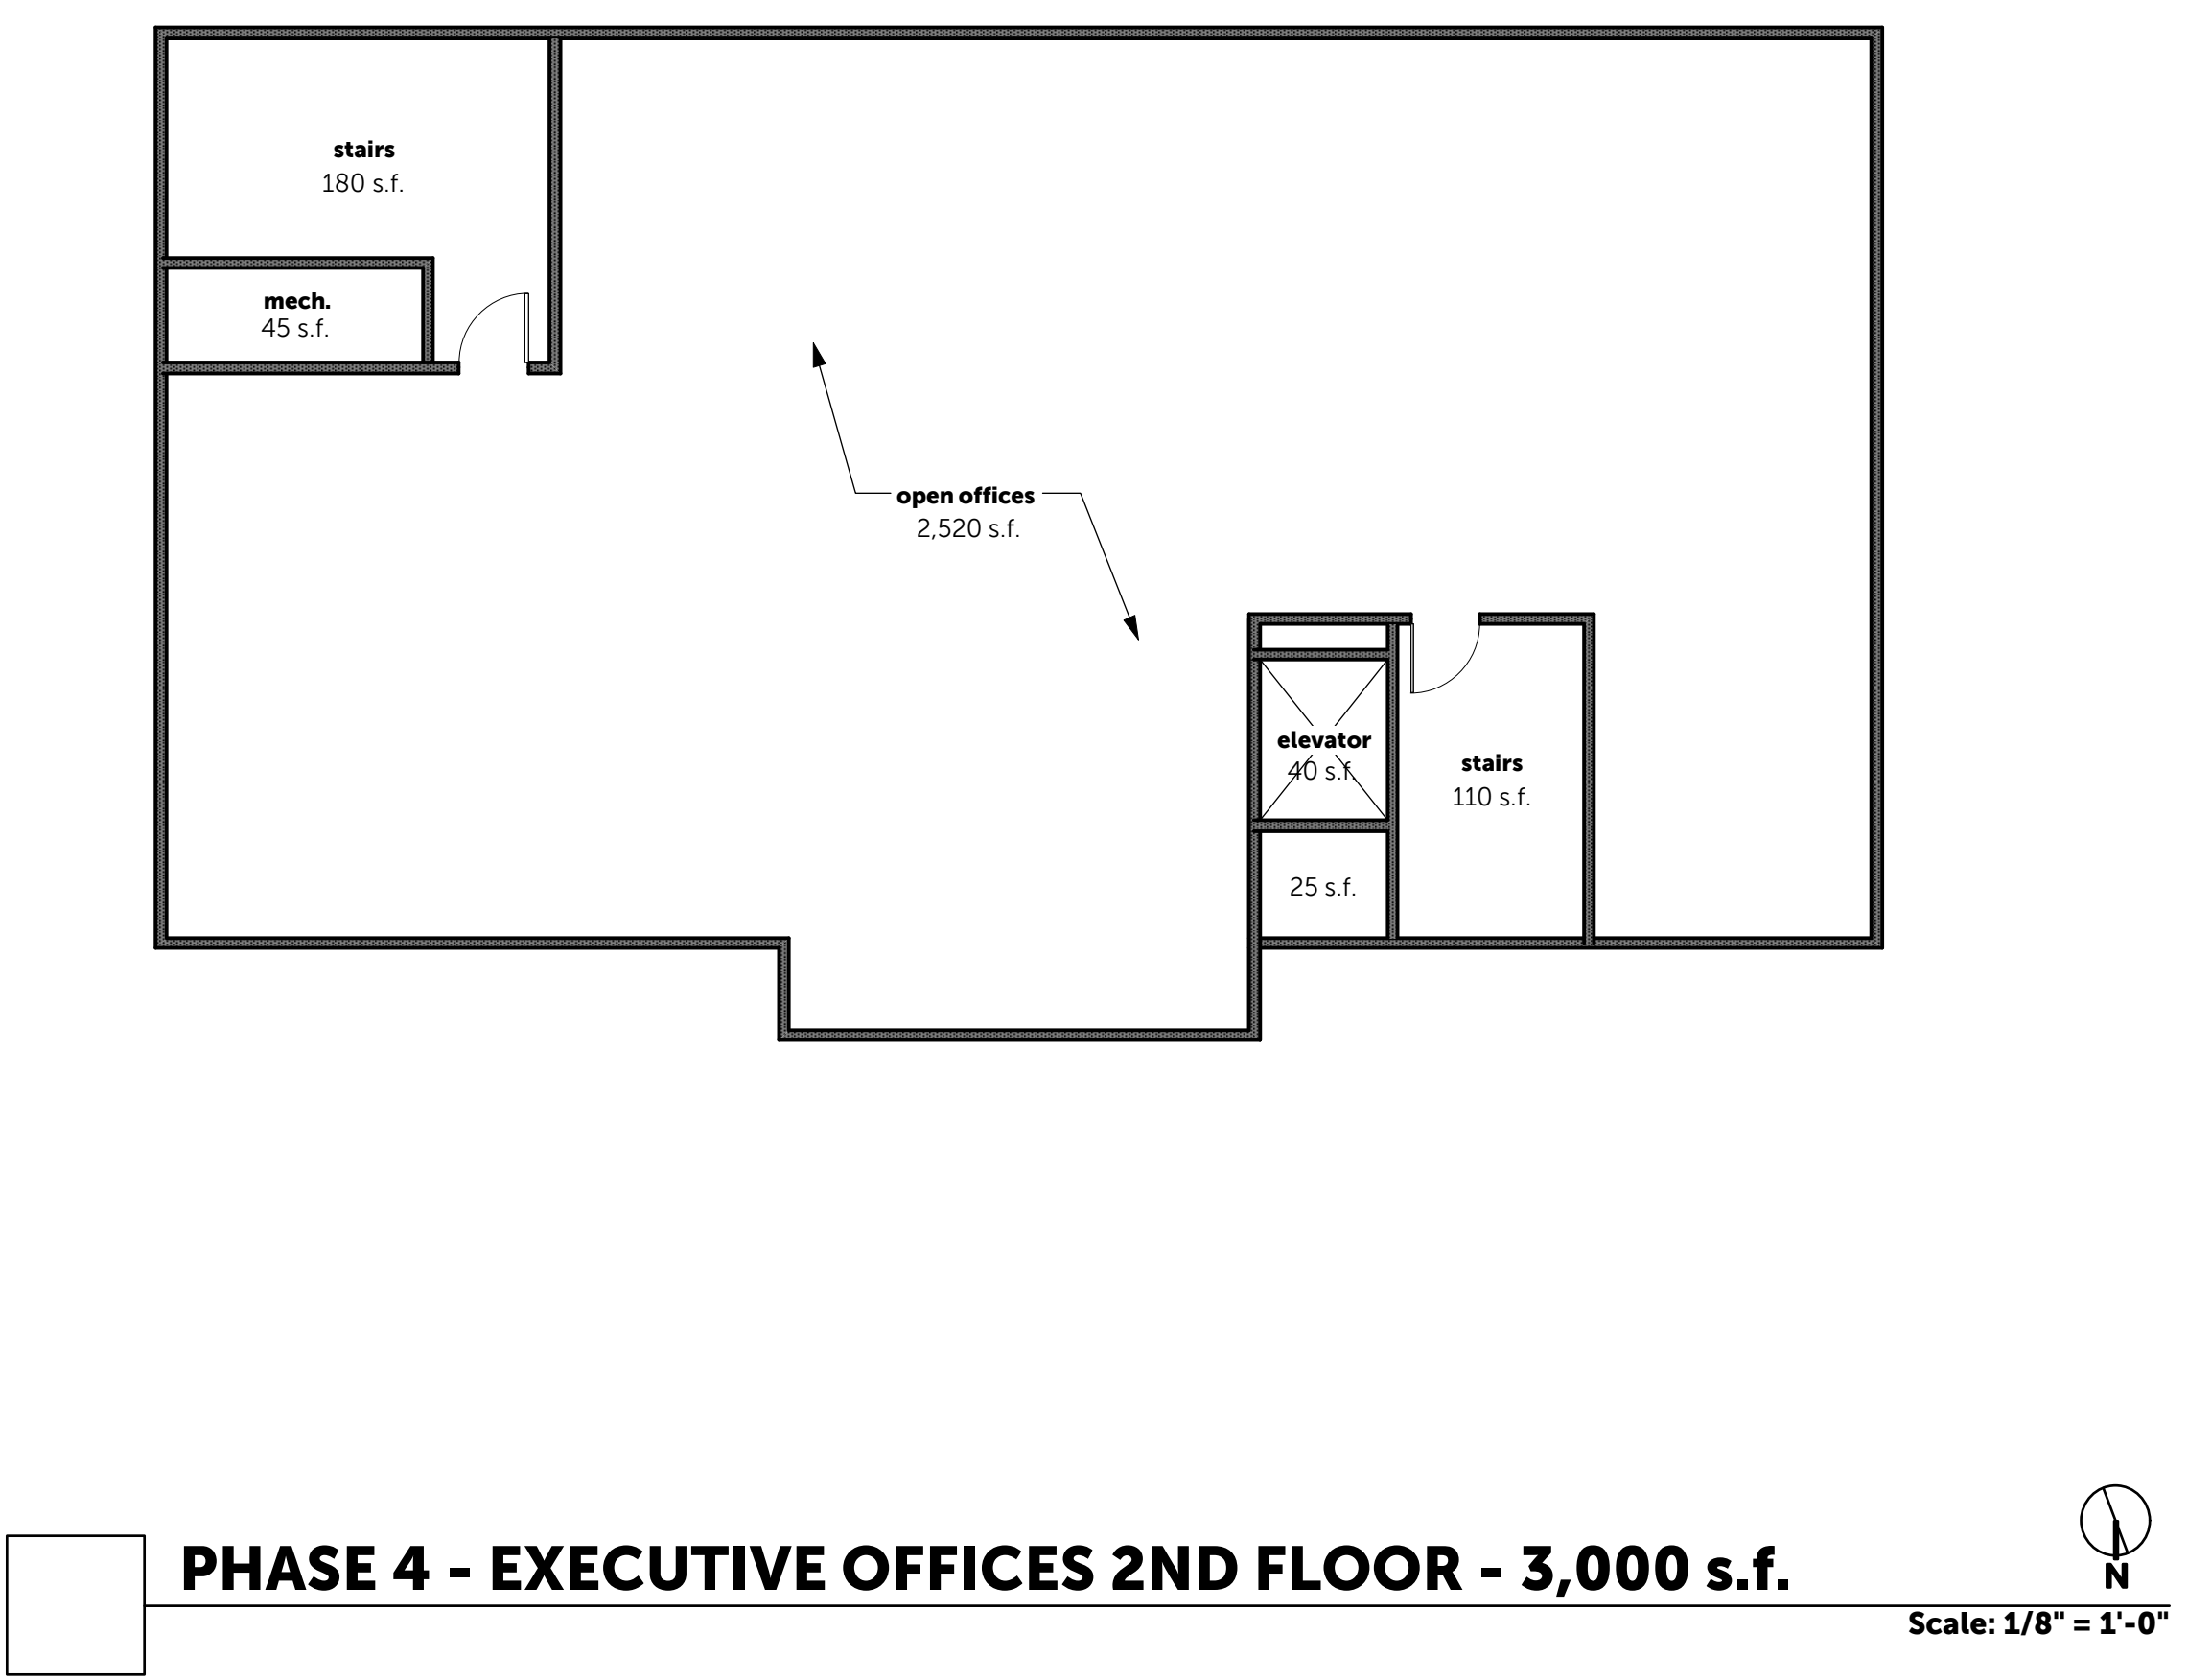 stairs
180 s.f.
mech.
45 s.f.
open offices
2,520 s.f.
elevator
40 s.f.
stairs
110 s.f.
25 s.f.
PHASE 4 - EXECUTIVE OFFICES 2ND FLOOR - 3,000 s.f.
N
Scale: 1/8" = 1'-0"